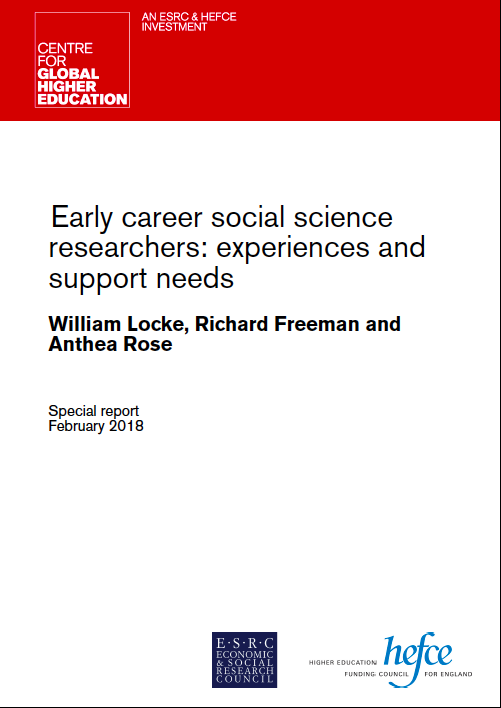 CENTRE
FOR
GLOBAL
HIGHER
EDUCATION
AN ESRC & HEFCE
INVESTMENT
Early career social science
researchers: experiences and
support needs
William Locke, Richard Freeman and
Anthea Rose
Special report
February 2018
E·S·R·C
ECONOMIC
& SOCIAL
RESEARCH
COUNCIL
HIGHER EDUCATION hefce
FUNDING COUNCIL FOR ENGLAND